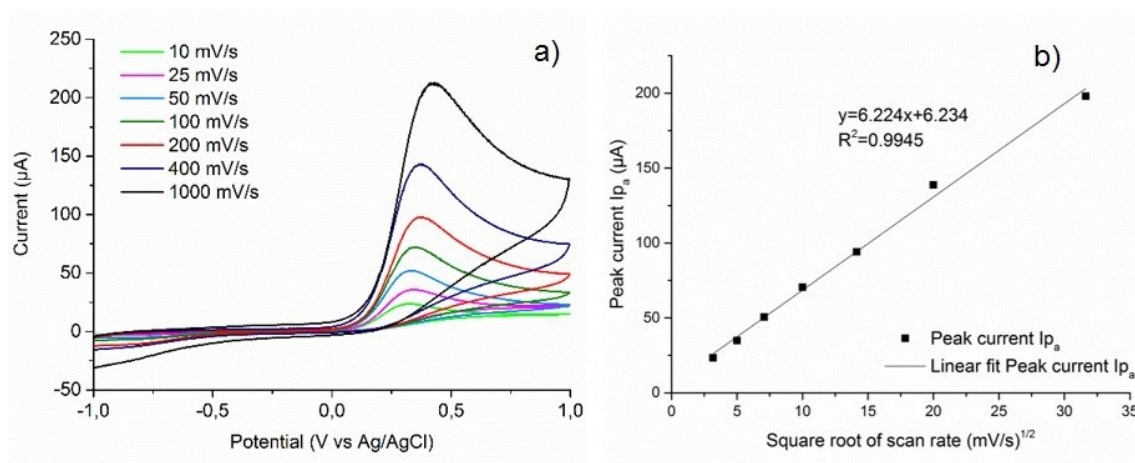 a)
250
200
150
100
50
0
-50
Current (µA)
10 mV/s
25 mV/s
50 mV/s
100 mV/s
200 mV/s
400 mV/s
1000 mV/s
-1,0
-0,5
0,0
0,5
1,0
Potential (V vs Ag/AgCl)
b)
200
150
100
50
0
Peak current Ipₐ (µA)
y=6.224x+6.234
R²=0.9945
Peak current Ipₐ
Linear fit Peak current Ipₐ
0
5
10
15
20
25
30
35
Square root of scan rate (mV/s)¹ᐟ²